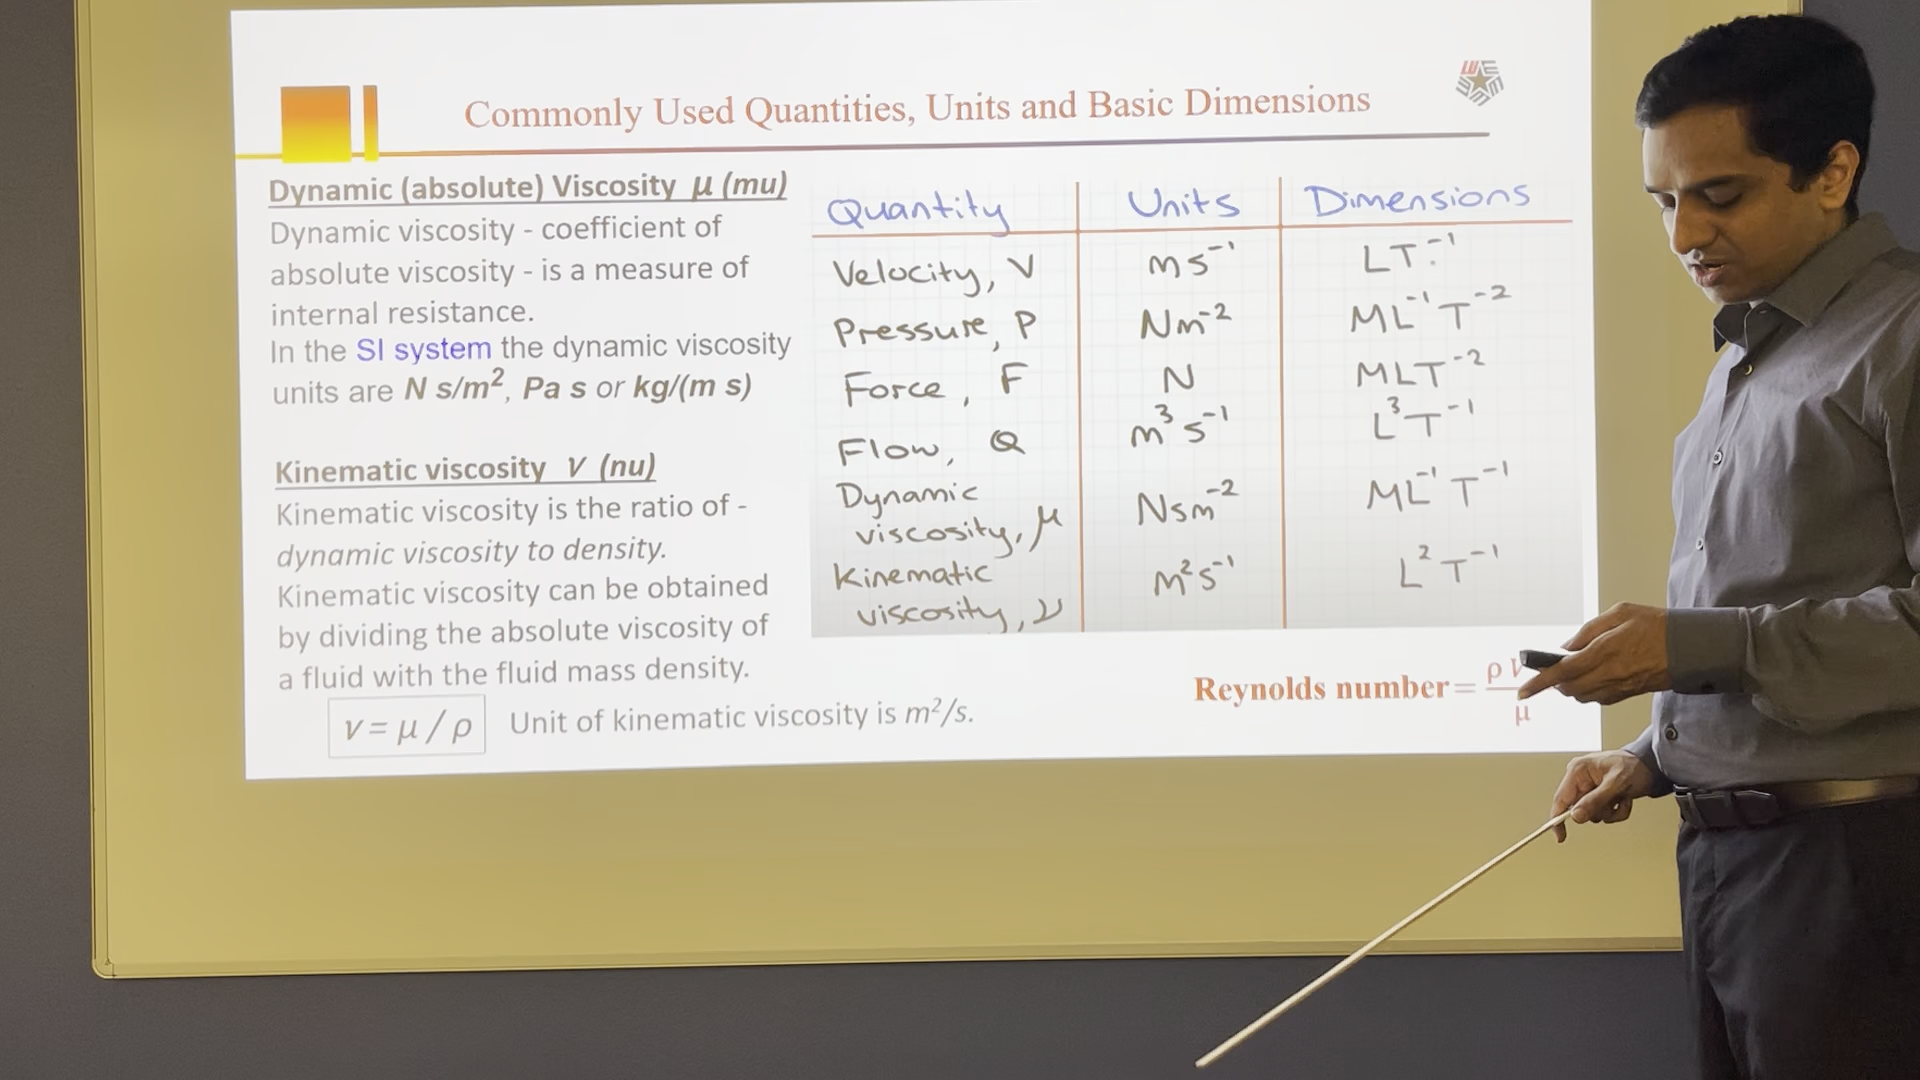 Commonly Used Quantities, Units and Basic Dimensions
Dynamic (absolute) Viscosity μ (mu)
Dynamic viscosity - coefficient of
absolute viscosity - is a measure of
internal resistance.
In the SI system the dynamic viscosity
units are N s/m², Pa s or kg/(m s)
Kinematic viscosity ν (nu)
Kinematic viscosity is the ratio of -
dynamic viscosity to density.
Kinematic viscosity can be obtained
by dividing the absolute viscosity of
a fluid with the fluid mass density.
ν = μ / ρ Unit of kinematic viscosity is m²/s.
Quantity Units Dimensions
Velocity, V ms⁻¹ LT⁻¹
Pressure, P Nm⁻² ML⁻¹T⁻²
Force, F N MLT⁻²
Flow, Q m³s⁻¹ L³T⁻¹
Dynamic
viscosity, μ Nsm⁻² ML⁻¹T⁻¹
Kinematic
viscosity, ν m²s⁻¹ L²T⁻¹
Reynolds number = ρ
μ